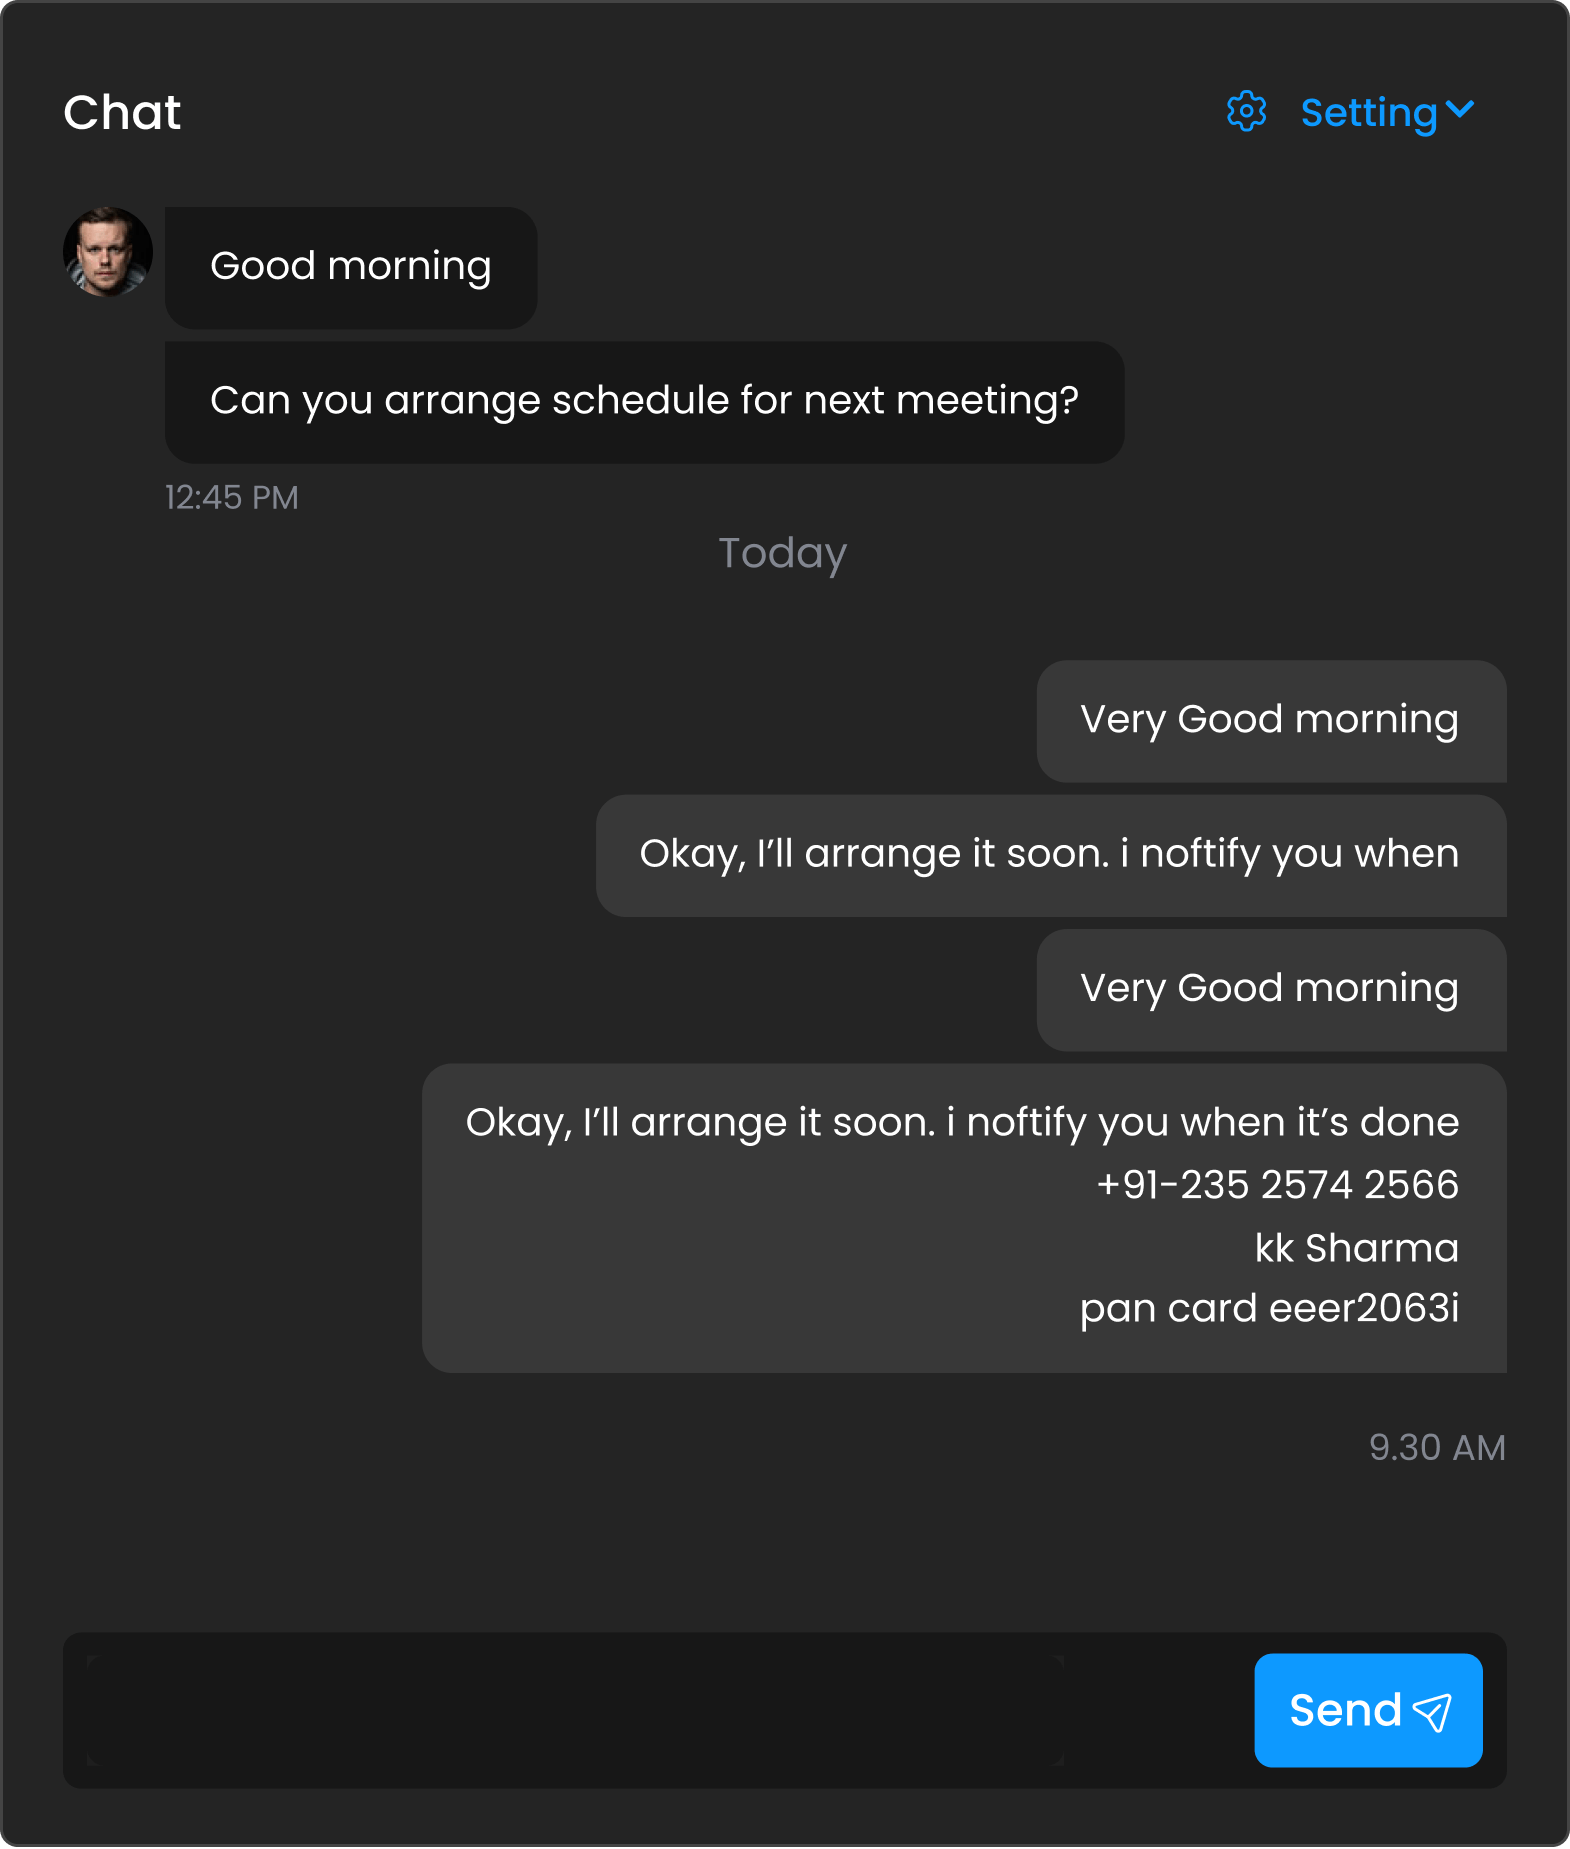 Chat
Setting
Good morning
Can you arrange schedule for next meeting?
12:45 PM
Today
Very Good morning
Okay, I’ll arrange it soon. i noftify you when
Very Good morning
Okay, I’ll arrange it soon. i noftify you when it’s done
+91-235 2574 2566
kk Sharma
pan card eeer2063i
9.30 AM
Send